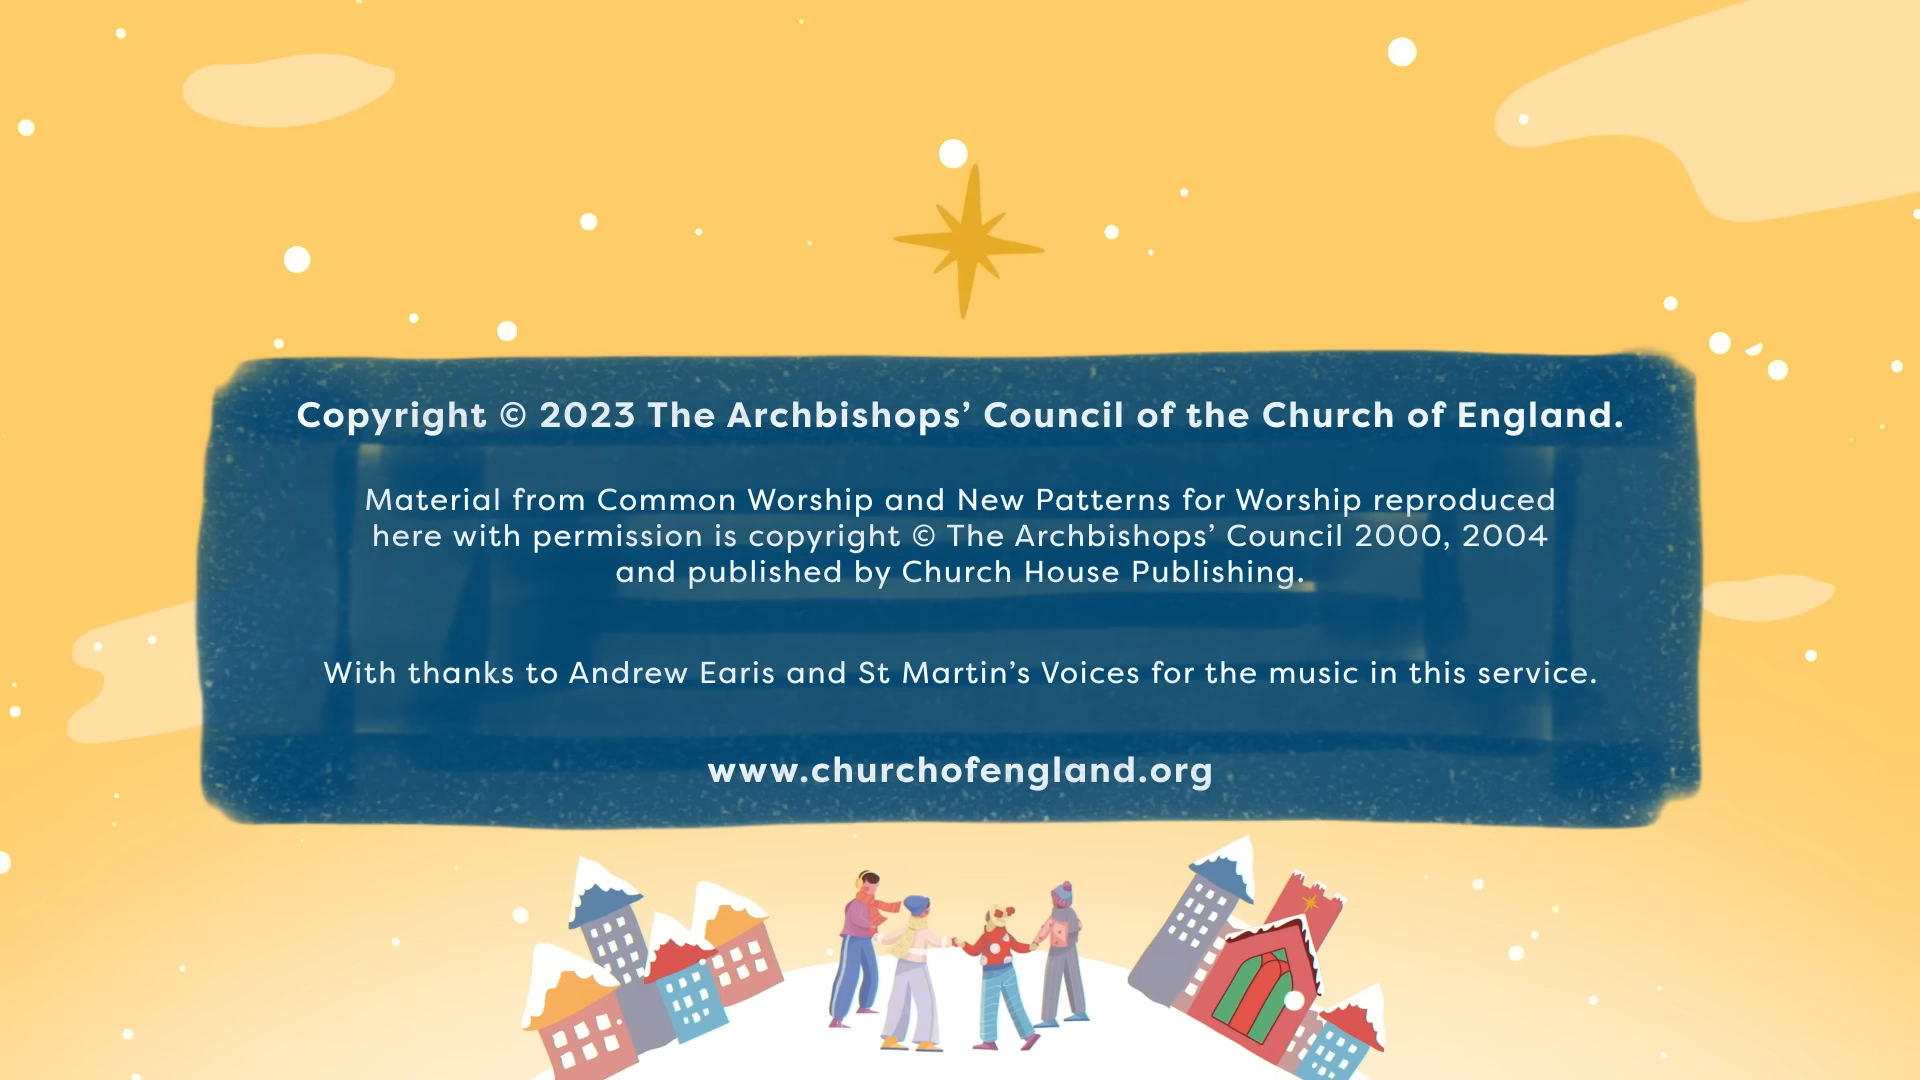 Copyright © 2023 The Archbishops’ Council of the Church of England.
Material from Common Worship and New Patterns for Worship reproduced
here with permission is copyright © The Archbishops’ Council 2000, 2004
and published by Church House Publishing.
With thanks to Andrew Earis and St Martin’s Voices for the music in this service.
www.churchofengland.org